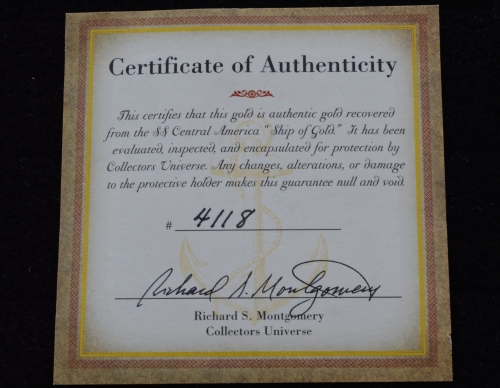 Certificate of Authenticity
This certifies that this gold is authentic gold recovered
from the SS Central America "Ship of Gold." It has been
evaluated, inspected, and encapsulated for protection by
Collectors Universe. Any changes, alterations, or damage
to the protective holder makes this guarantee null and void.
# 4118
Richard S. Montgomery
Richard S. Montgomery
Collectors Universe